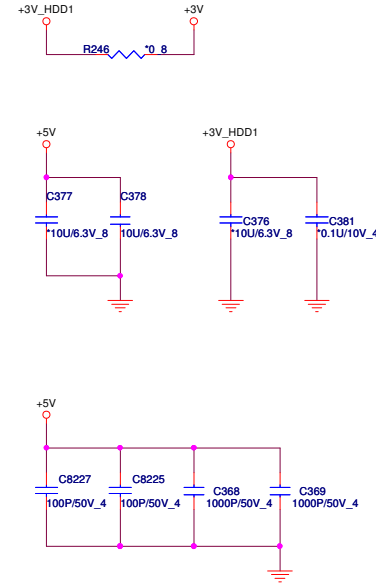 +3V_HDD1 +3V
R246 *0_8
+5V +3V_HDD1
C377 C378
*10U/6.3V_8 10U/6.3V_8
C376 C381
*10U/6.3V_8 *0.1U/10V_4
+5V
C8227 C8225
100P/50V_4 100P/50V_4
C368 C369
1000P/50V_4 1000P/50V_4